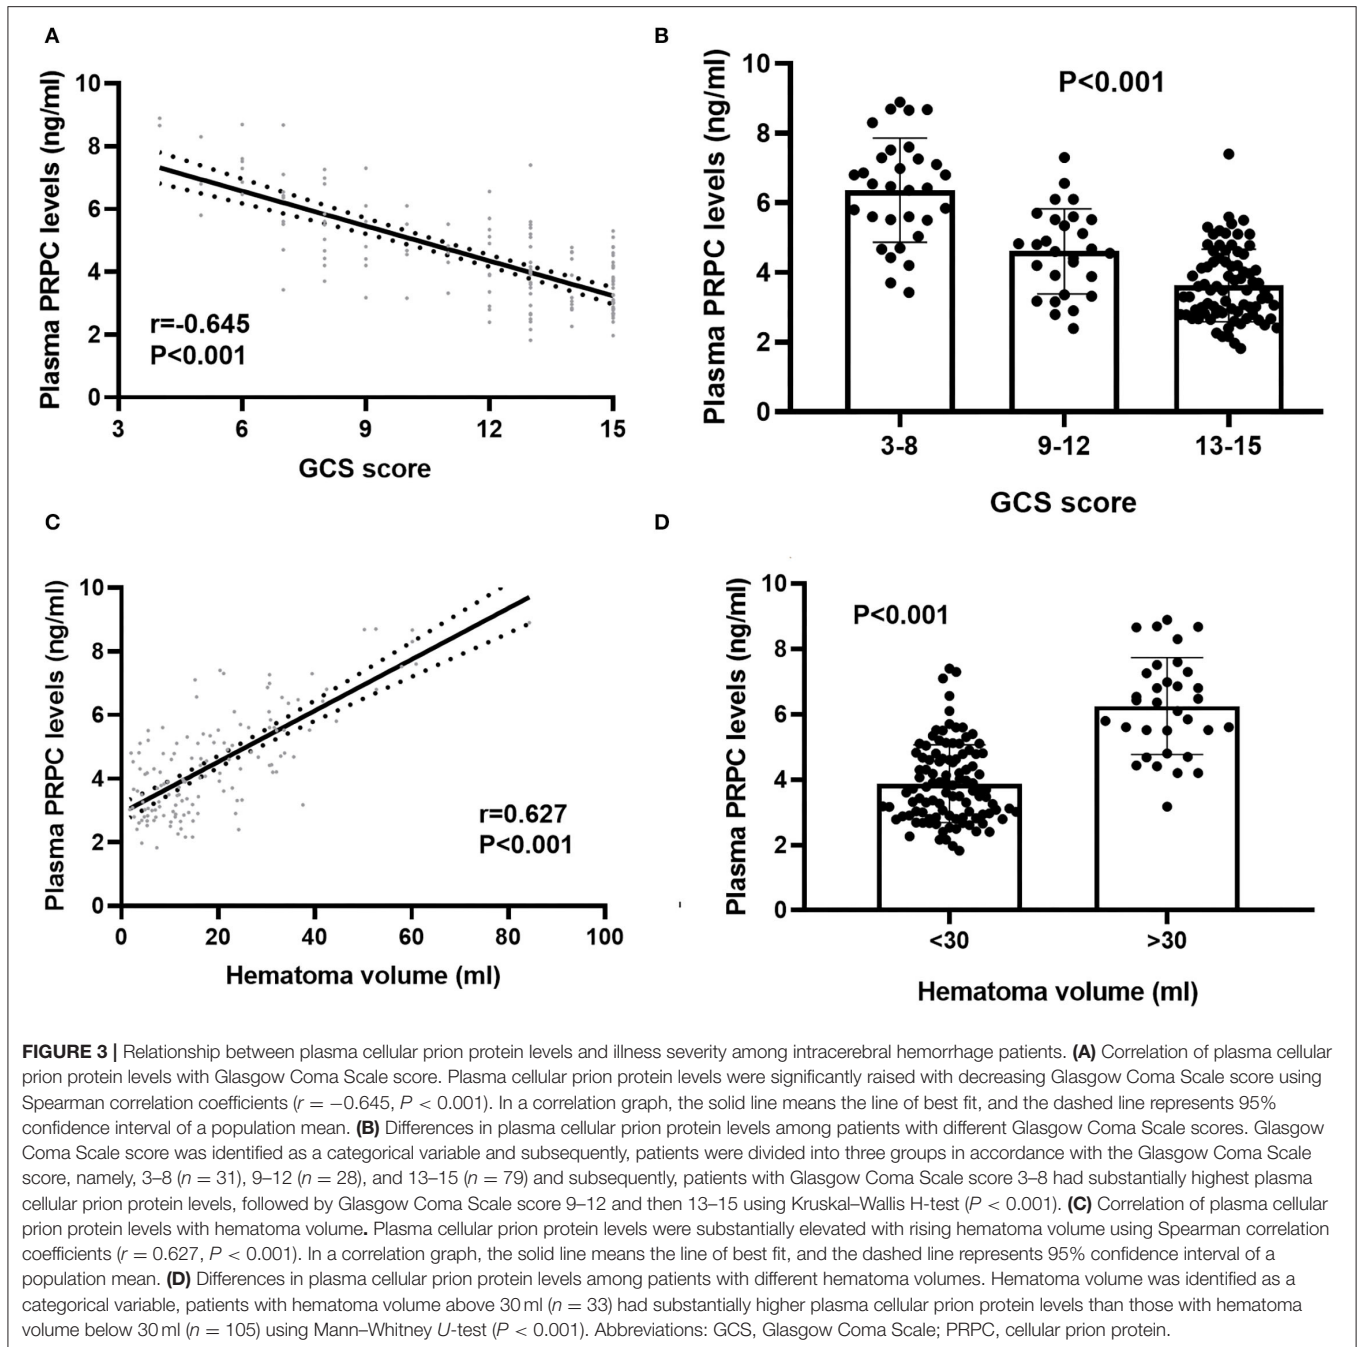 A
Plasma PRPC levels (ng/ml)
10
8
6
4
2
0
r=-0.645
P<0.001
3
6
9
12
15
GCS score
B
Plasma PRPC levels (ng/ml)
10
8
6
4
2
0
P<0.001
3-8
9-12
13-15
GCS score
C
Plasma PRPC levels (ng/ml)
10
8
6
4
2
0
r=0.627
P<0.001
0
20
40
60
80
100
Hematoma volume (ml)
D
Plasma PRPC levels (ng/ml)
10
8
6
4
2
0
P<0.001
<30
>30
Hematoma volume (ml)
FIGURE 3 | Relationship between plasma cellular prion protein levels and illness severity among intracerebral hemorrhage patients. (A) Correlation of plasma cellular
prion protein levels with Glasgow Coma Scale score. Plasma cellular prion protein levels were significantly raised with decreasing Glasgow Coma Scale score using
Spearman correlation coefficients (r = −0.645, P < 0.001). In a correlation graph, the solid line means the line of best fit, and the dashed line represents 95%
confidence interval of a population mean. (B) Differences in plasma cellular prion protein levels among patients with different Glasgow Coma Scale scores. Glasgow
Coma Scale score was identified as a categorical variable and subsequently, patients were divided into three groups in accordance with the Glasgow Coma Scale
score, namely, 3–8 (n = 31), 9–12 (n = 28), and 13–15 (n = 79) and subsequently, patients with Glasgow Coma Scale score 3–8 had substantially highest plasma
cellular prion protein levels, followed by Glasgow Coma Scale score 9–12 and then 13–15 using Kruskal–Wallis H-test (P < 0.001). (C) Correlation of plasma cellular
prion protein levels with hematoma volume. Plasma cellular prion protein levels were substantially elevated with rising hematoma volume using Spearman correlation
coefficients (r = 0.627, P < 0.001). In a correlation graph, the solid line means the line of best fit, and the dashed line represents 95% confidence interval of a
population mean. (D) Differences in plasma cellular prion protein levels among patients with different hematoma volumes. Hematoma volume was identified as a
categorical variable, patients with hematoma volume above 30 ml (n = 33) had substantially higher plasma cellular prion protein levels than those with hematoma
volume below 30 ml (n = 105) using Mann–Whitney U-test (P < 0.001). Abbreviations: GCS, Glasgow Coma Scale; PRPC, cellular prion protein.